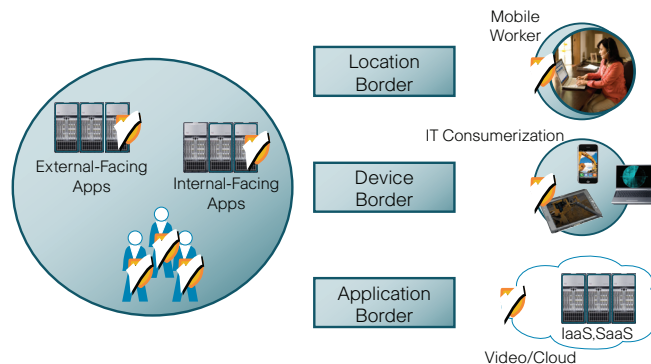 Mobile
Worker
Location
Border
External-Facing
Apps
Internal-Facing
Apps
IT Consumerization
Device
Border
Application
Border
IaaS,SaaS
Video/Cloud